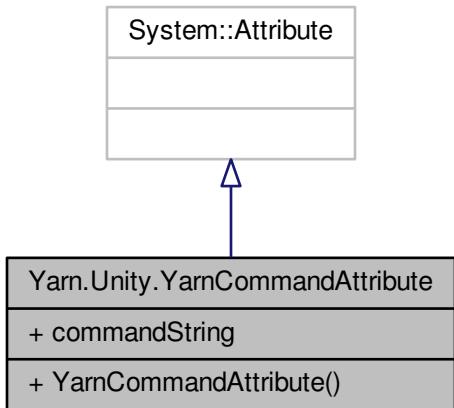 System::Attribute
Yarn.Unity.YarnCommandAttribute
+ commandString
+ YarnCommandAttribute()